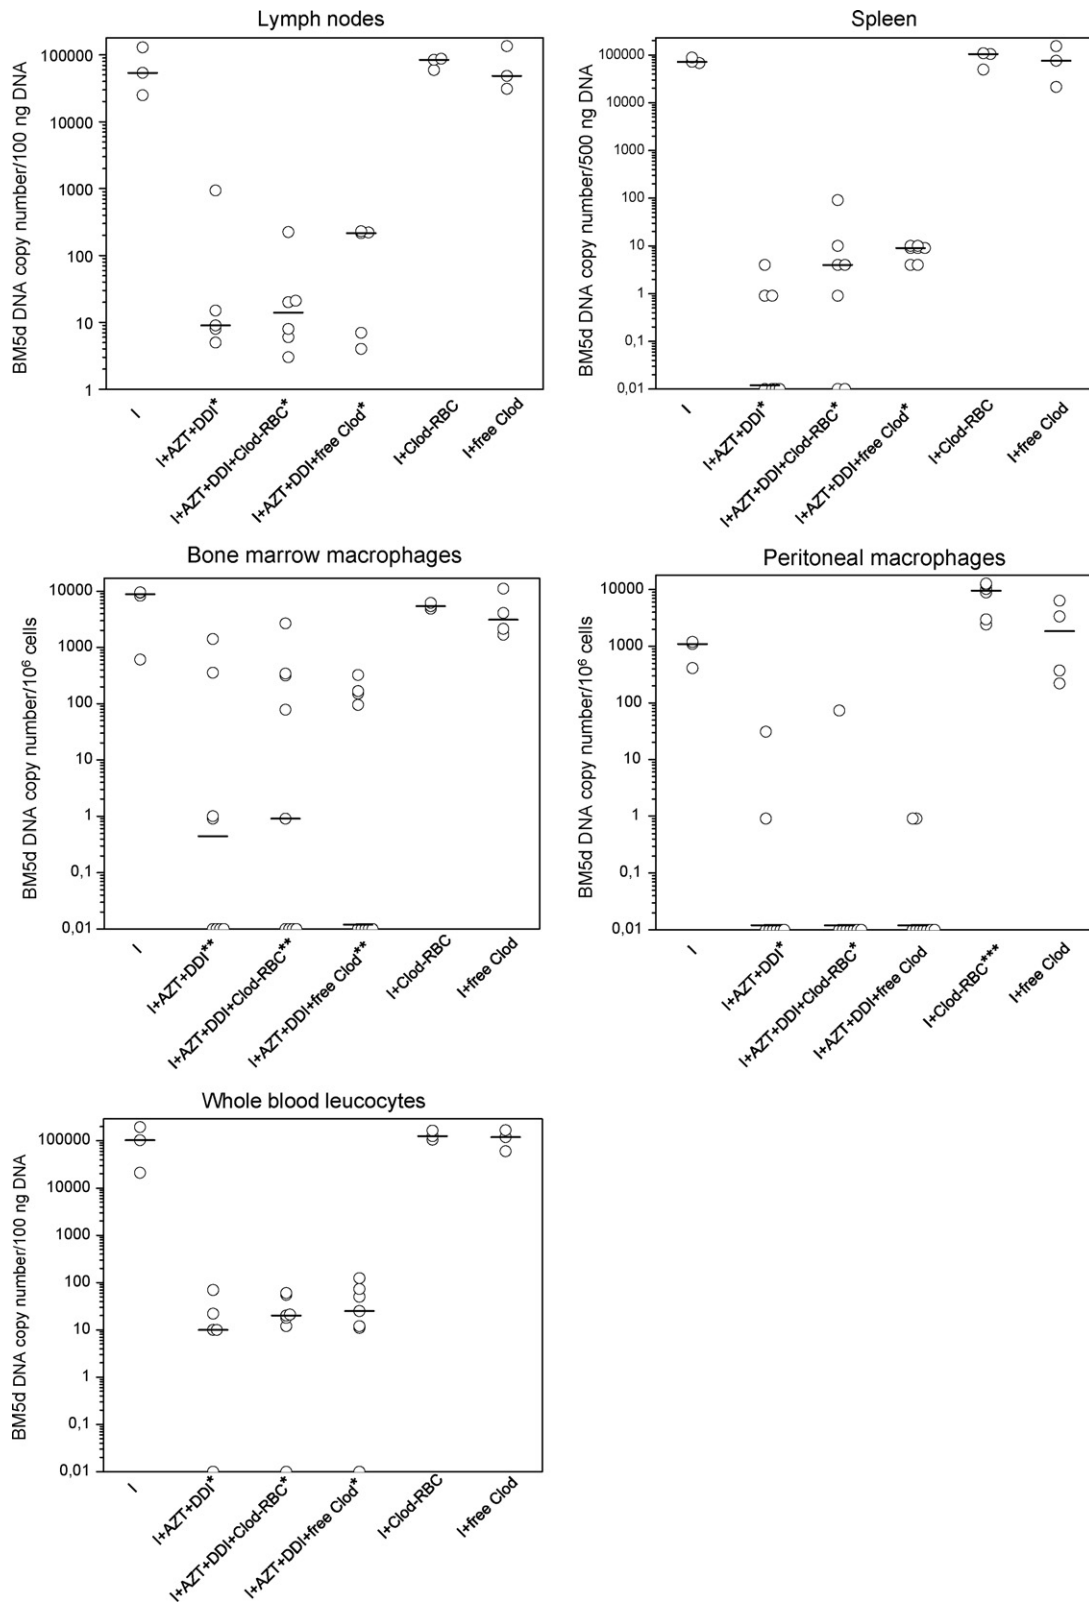 Lymph nodes
BM5d DNA copy number/100 ng DNA
100000
10000
1000
100
10
1
I
I+AZT+DDI*
I+AZT+DDI+Clod-RBC*
I+AZT+DDI+free Clod*
I+Clod-RBC
I+free Clod
Spleen
BM5d DNA copy number/500 ng DNA
100000
10000
1000
100
10
1
0,1
0,01
I
I+AZT+DDI*
I+AZT+DDI+Clod-RBC*
I+AZT+DDI+free Clod*
I+Clod-RBC
I+free Clod
Bone marrow macrophages
BM5d DNA copy number/10⁶ cells
10000
1000
100
10
1
0,1
0,01
I
I+AZT+DDI**
I+AZT+DDI+Clod-RBC**
I+AZT+DDI+free Clod**
I+Clod-RBC
I+free Clod
Peritoneal macrophages
BM5d DNA copy number/10⁶ cells
10000
1000
100
10
1
0,1
0,01
I
I+AZT+DDI*
I+AZT+DDI+Clod-RBC*
I+AZT+DDI+free Clod
I+Clod-RBC***
I+free Clod
Whole blood leucocytes
BM5d DNA copy number/100 ng DNA
100000
10000
1000
100
10
1
0,1
0,01
I
I+AZT+DDI*
I+AZT+DDI+Clod-RBC*
I+AZT+DDI+free Clod*
I+Clod-RBC
I+free Clod